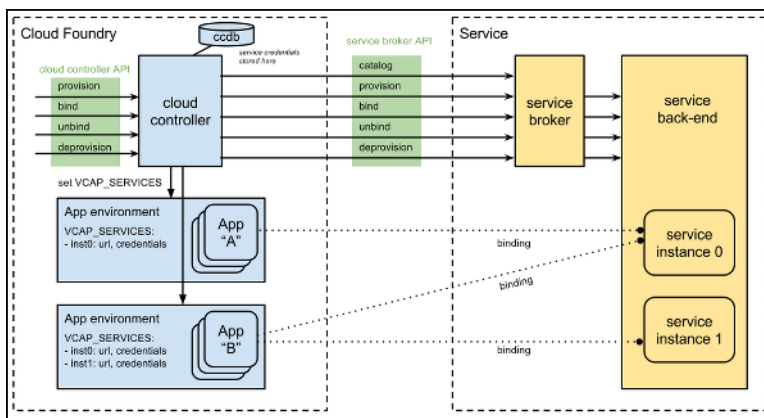 Cloud Foundry
ccdb
service credentials
stored here
cloud controller API
provision
bind
unbind
deprovision
cloud
controller
service broker API
catalog
provision
bind
unbind
deprovision
Service
service
broker
service
back-end
set VCAP_SERVICES
App environment
VCAP_SERVICES:
- inst0: url, credentials
App
"A"
binding
service
instance 0
binding
App environment
VCAP_SERVICES:
- inst0: url, credentials
- inst1: url, credentials
App
"B"
binding
service
instance 1